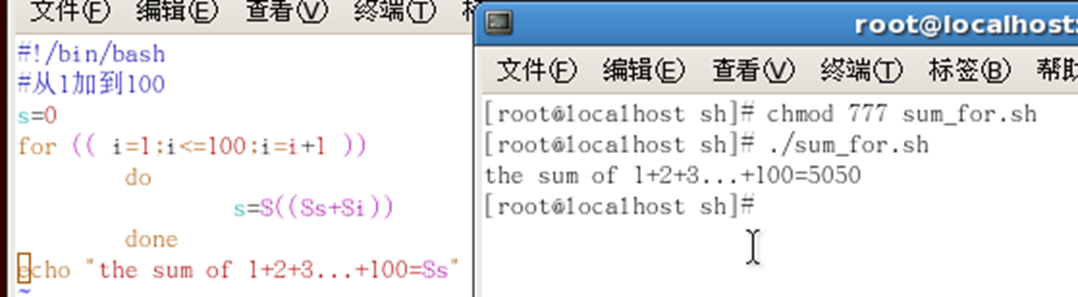 文件(F) 编辑(E) 查看(V) 终端(T)
#!/bin/bash
#从1加到100
s=0
for (( i=1;i<=100;i=i+1 ))
do
s=$(($s+$i))
done
echo "the sum of 1+2+3...+100=$s"
~
root@localhost:
文件(F) 编辑(E) 查看(V) 终端(T) 标签(B) 帮助
[root@localhost sh]# chmod 777 sum_for.sh
[root@localhost sh]# ./sum_for.sh
the sum of 1+2+3...+100=5050
[root@localhost sh]#